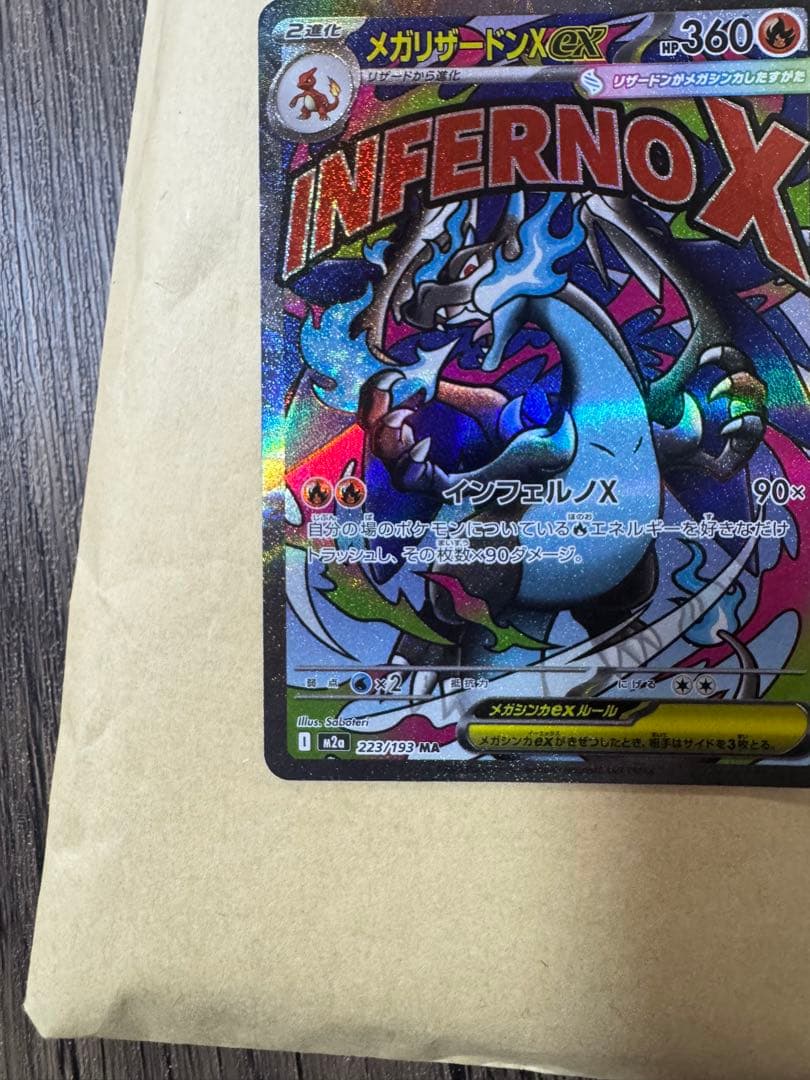 2進化 メガリザードンXex HP360
リザードから進化 リザードンがメガシンカしたすがた
INFERNO X
インフェルノX 90×
自分の場のポケモンについているエネルギーを好きなだけ
トラッシュし、その枚数×90ダメージ。
弱点 ×2 抵抗力 にげる
Illus. Saboteri
メガシンカexルール
I m2a 223/193 MA
メガシンカexがきぜつしたとき、相手はサイドを3枚とる。